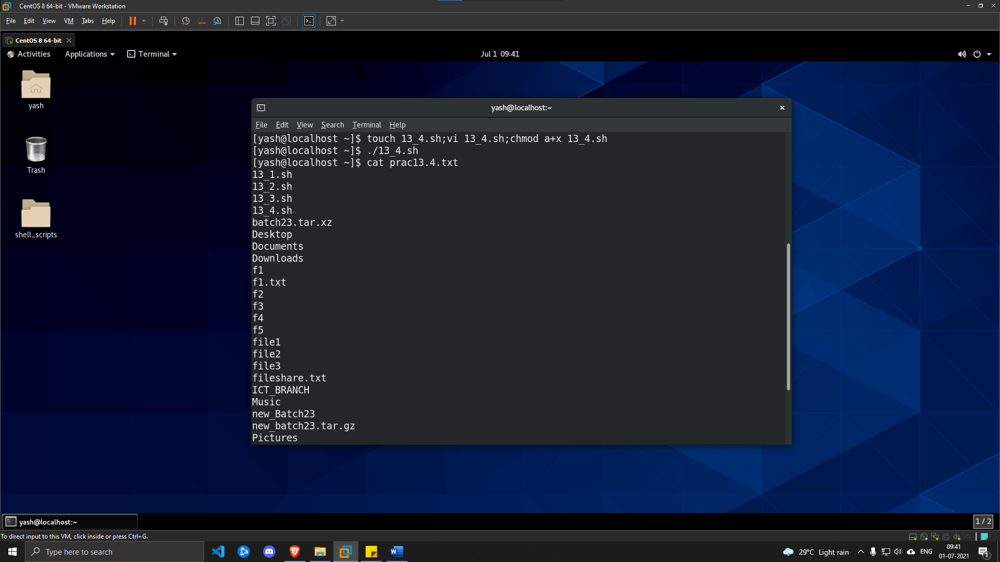 CentOS 8 64-bit - VMware Workstation
File Edit View VM Tabs Help
CentOS 8 64-bit
Activities Applications Terminal Jul 1 09:41
yash
Trash
shell_scripts
yash@localhost:~
File Edit View Search Terminal Help
[yash@localhost ~]$ touch 13_4.sh;vi 13_4.sh;chmod a+x 13_4.sh
[yash@localhost ~]$ ./13_4.sh
[yash@localhost ~]$ cat prac13.4.txt
13_1.sh
13_2.sh
13_3.sh
13_4.sh
batch23.tar.xz
Desktop
Documents
Downloads
f1
f1.txt
f2
f3
f4
f5
file1
file2
file3
fileshare.txt
ICT_BRANCH
Music
new_Batch23
new_batch23.tar.gz
Pictures
yash@localhost:~
1 / 2
To direct input to this VM, click inside or press Ctrl+G.
Type here to search
29°C Light rain
ENG
09:41
01-07-2021
1